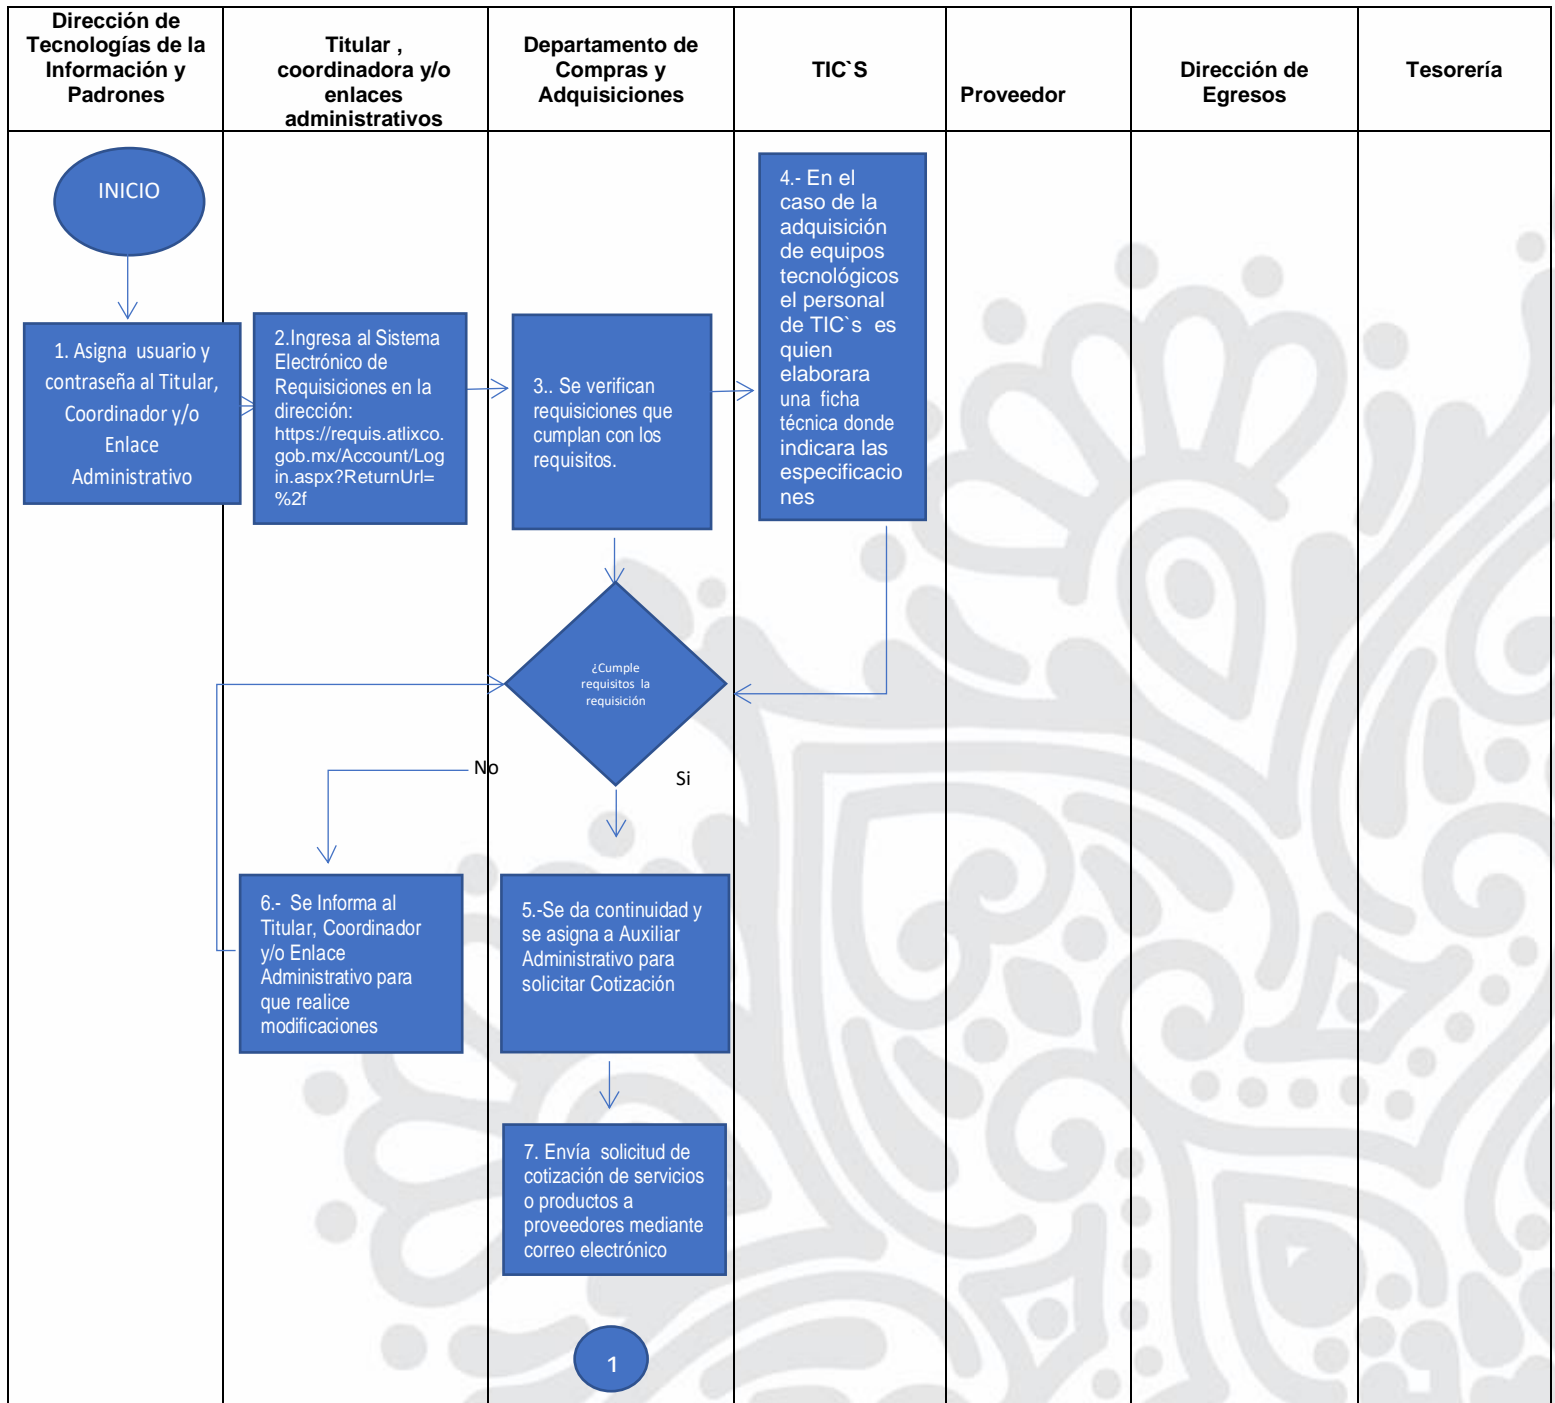 Dirección de
Tecnologías de la
Información y
Padrones
Titular ,
coordinadora y/o
enlaces
administrativos
Departamento de
Compras y
Adquisiciones
TIC`S
Proveedor
Dirección de
Egresos
Tesorería
INICIO
1. Asigna usuario y
contraseña al Titular,
Coordinador y/o
Enlace
Administrativo
2.Ingresa al Sistema
Electrónico de
Requisiciones en la
dirección:
https://requis.atlixco.
gob.mx/Account/Log
in.aspx?ReturnUrl=
%2f
3.. Se verifican
requisiciones que
cumplan con los
requisitos.
4.- En el
caso de la
adquisición
de equipos
tecnológicos
el personal
de TIC`s es
quien
elaborara
una ficha
técnica donde
indicara las
especificacio
nes
¿Cumple
requisitos la
requisición
No
Si
6.- Se Informa al
Titular, Coordinador
y/o Enlace
Administrativo para
que realice
modificaciones
5.-Se da continuidad y
se asigna a Auxiliar
Administrativo para
solicitar Cotización
7. Envía solicitud de
cotización de servicios
o productos a
proveedores mediante
correo electrónico
1